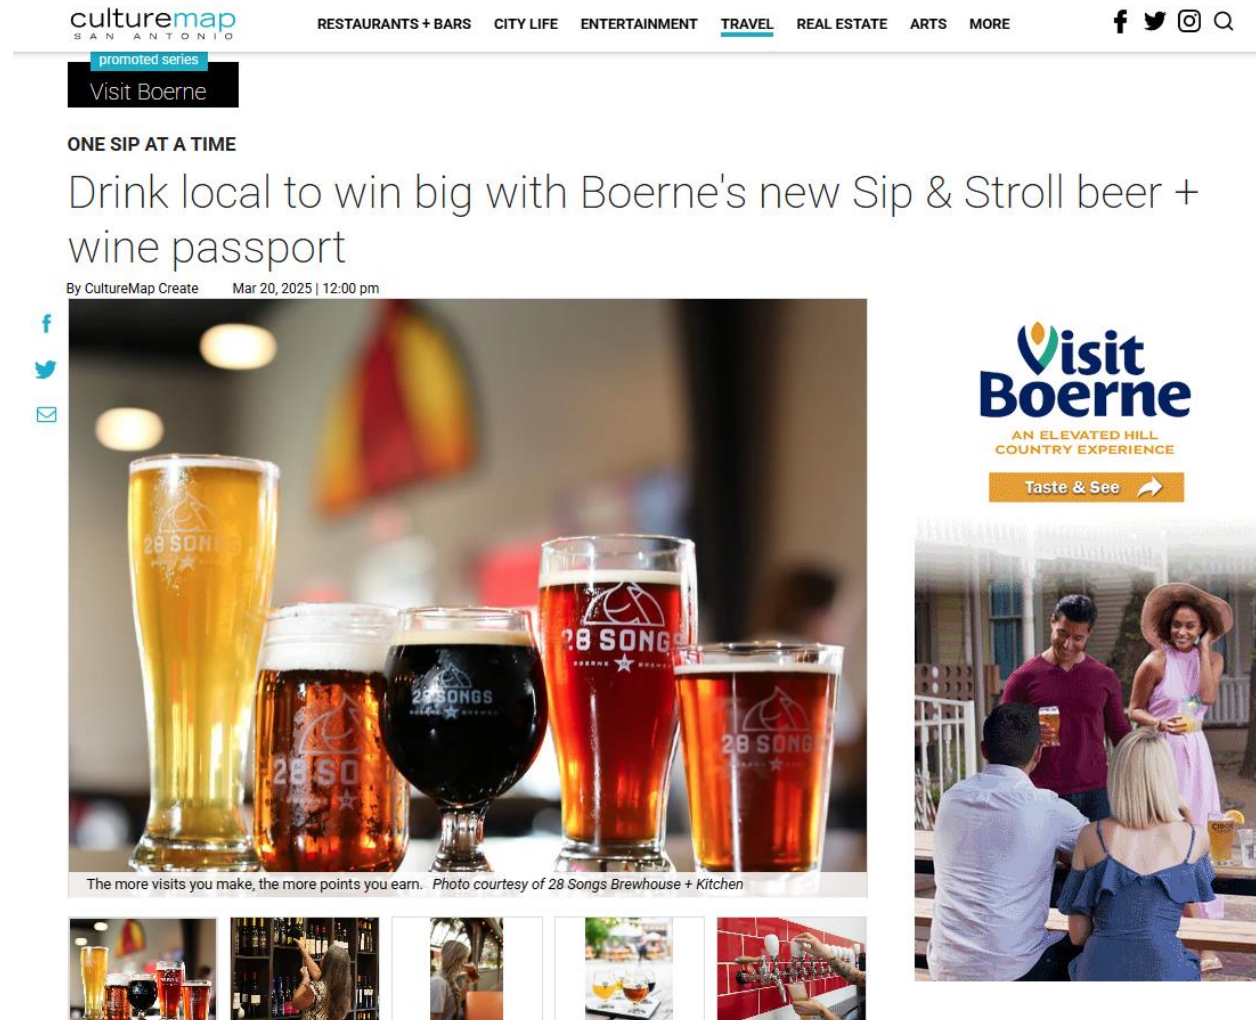 culturemap
SAN ANTONIO
RESTAURANTS + BARS CITY LIFE ENTERTAINMENT TRAVEL REAL ESTATE ARTS MORE
promoted series
Visit Boerne
ONE SIP AT A TIME
Drink local to win big with Boerne's new Sip & Stroll beer +
wine passport
By CultureMap Create Mar 20, 2025 | 12:00 pm
28 SONGS
28 SO
28 SONGS
28 SONGS
28 SONG
The more visits you make, the more points you earn. Photo courtesy of 28 Songs Brewhouse + Kitchen
Visit
Boerne
AN ELEVATED HILL
COUNTRY EXPERIENCE
Taste & See